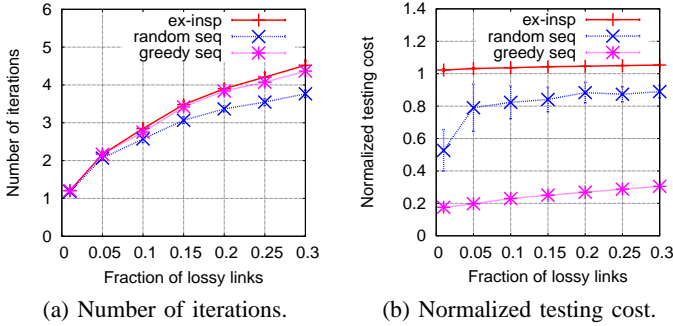 Number of iterations
6
5
4
3
2
1
0
ex-insp
random seq
greedy seq
0
0.05
0.1
0.15
0.2
0.25
0.3
Fraction of lossy links
(a) Number of iterations.
Normalized testing cost
1.4
1.2
1
0.8
0.6
0.4
0.2
0
ex-insp
random seq
greedy seq
0
0.05
0.1
0.15
0.2
0.25
0.3
Fraction of lossy links
(b) Normalized testing cost.